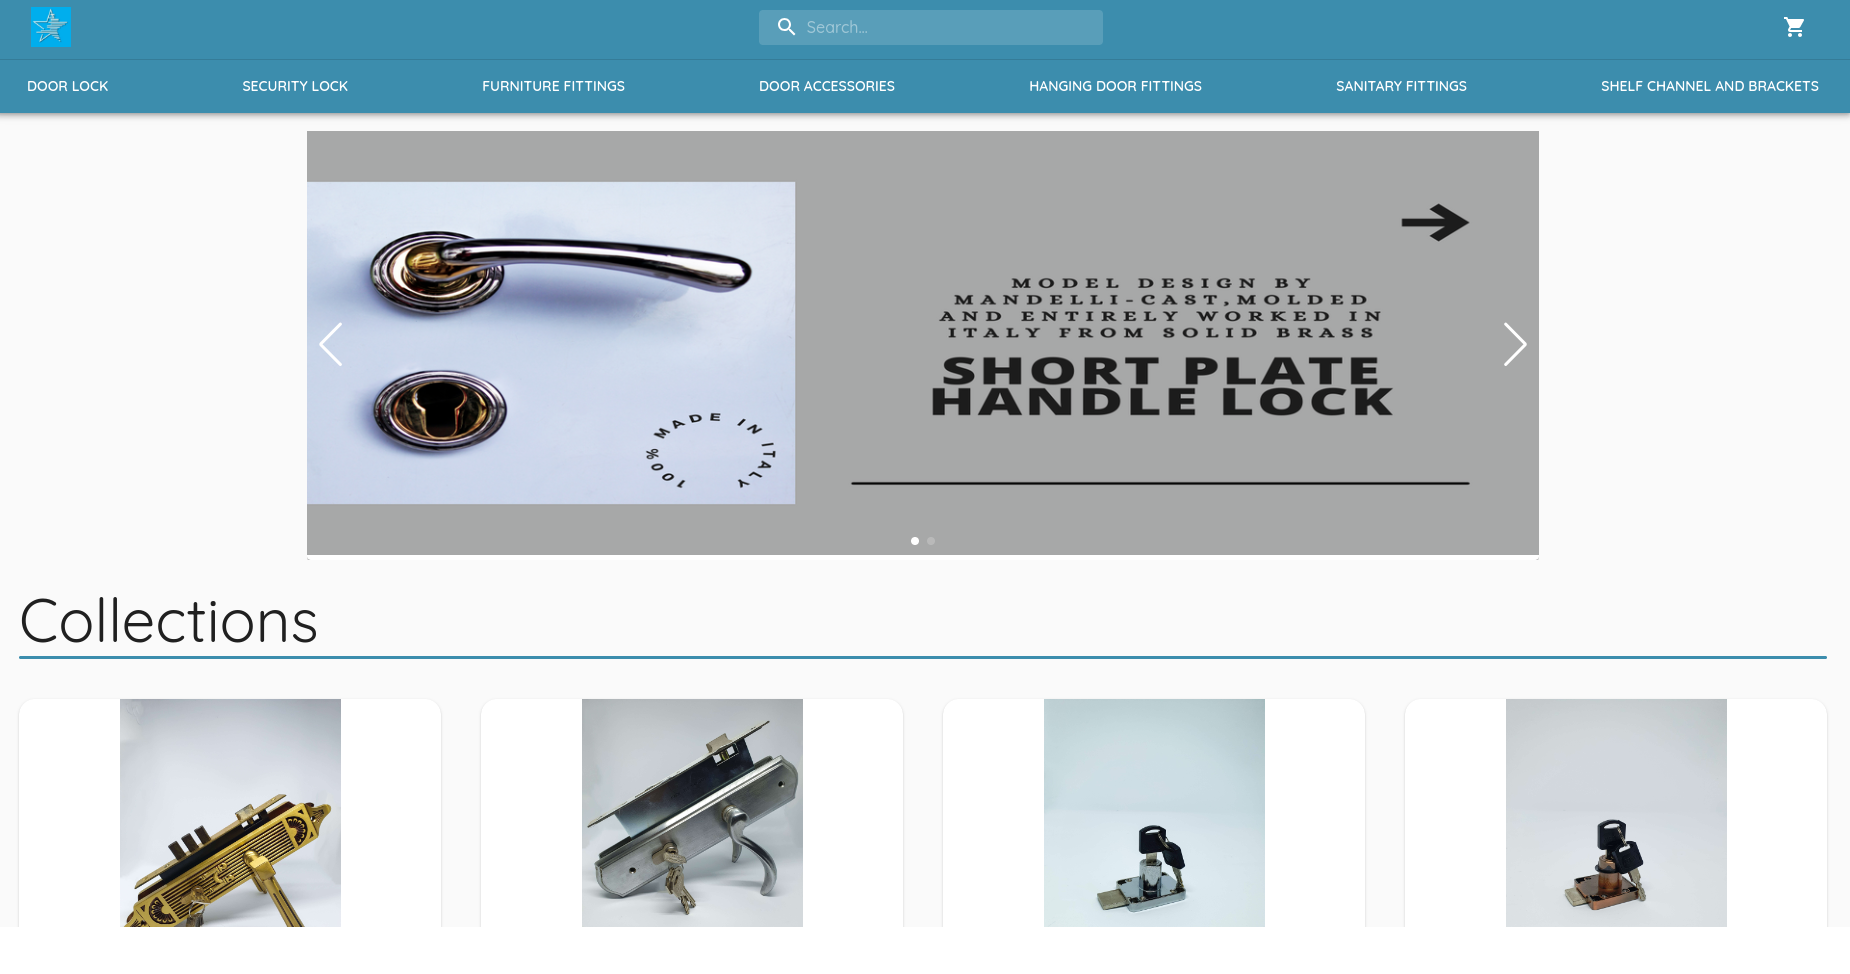 Search...
DOOR LOCK
SECURITY LOCK
FURNITURE FITTINGS
DOOR ACCESSORIES
HANGING DOOR FITTINGS
SANITARY FITTINGS
SHELF CHANNEL AND BRACKETS
100% MADE IN ITALY
MODEL DESIGN BY
MANDELLI-CAST,MOLDED
AND ENTIRELY WORKED IN
ITALY FROM SOLID BRASS
SHORT PLATE
HANDLE LOCK
Collections